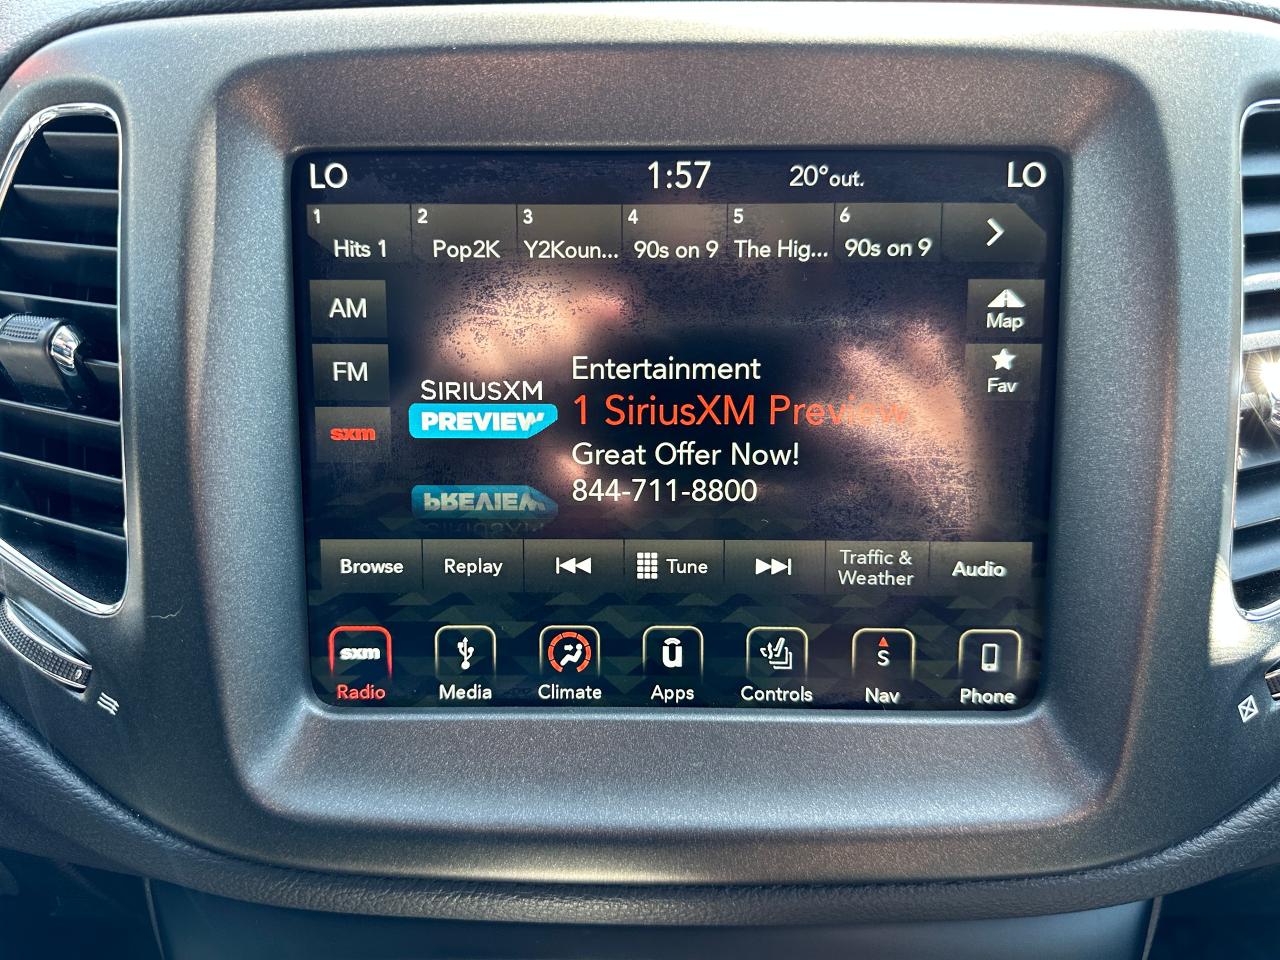 LO 1:57 20°out. LO
1 2 3 4 5 6
Hits 1 Pop2K Y2Koun... 90s on 9 The Hig... 90s on 9
AM
Map
FM
Fav
sxm
SIRIUSXM
PREVIEW
Entertainment
1 SiriusXM Preview
Great Offer Now!
844-711-8800
PREVIEW
SIRIUSXM
Browse Replay Tune Traffic & Weather Audio
sxm S
Radio Media Climate Apps Controls Nav Phone